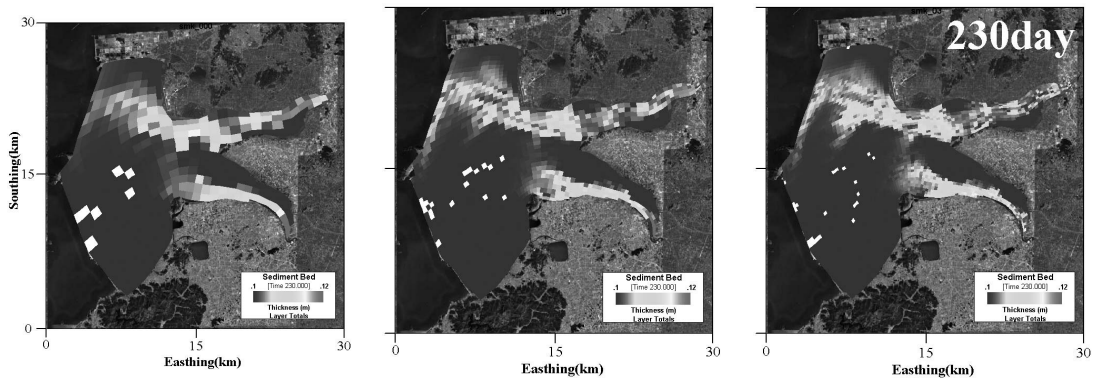 30
15
0
Southing(km)
smk_000
Sediment Bed
.1 [Time 230.000] .12
Thickness (m)
Layer Totals
0 15 30
Easthing(km)
Sediment Bed
.1 [Time 230.000] .12
Thickness (m)
Layer Totals
0 15 30
Easthing(km)
230day
Sediment Bed
.1 [Time 230.000] .12
Thickness (m)
Layer Totals
0 15 30
Easthing(km)